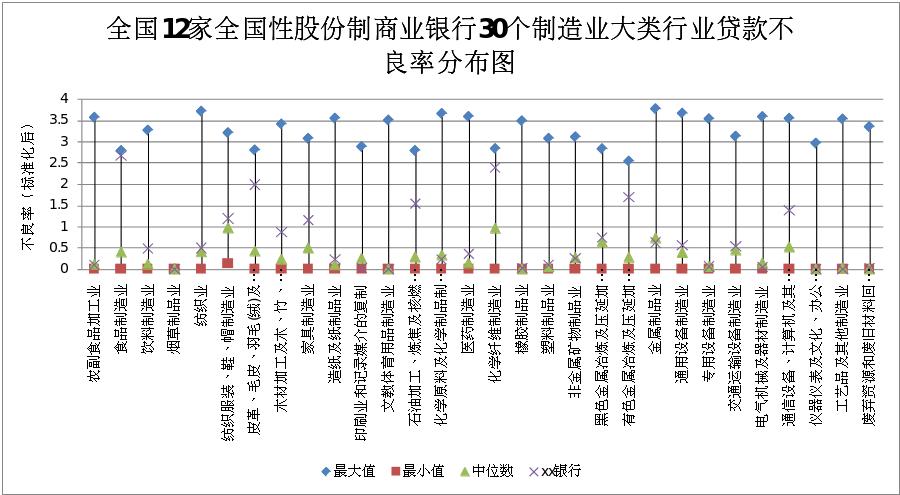 全国12家全国性股份制商业银行30个制造业大类行业贷款不
良率分布图
不良率（标准化后）
4
3.5
3
2.5
2
1.5
1
0.5
0
农副食品加工业
食品制造业
饮料制造业
烟草制品业
纺织业
纺织服装、鞋、帽制造业
皮革、毛皮、羽毛(绒)及…
木材加工及木、竹、…
家具制造业
造纸及纸制品业
印刷业和记录媒介的复制
文教体育用品制造业
石油加工、炼焦及核燃…
化学原料及化学制品制…
医药制造业
化学纤维制造业
橡胶制品业
塑料制品业
非金属矿物制品业
黑色金属冶炼及压延加…
有色金属冶炼及压延加…
金属制品业
通用设备制造业
专用设备制造业
交通运输设备制造业
电气机械及器材制造业
通信设备、计算机及其…
仪器仪表及文化、办公…
工艺品及其他制造业
废弃资源和废旧材料回…
最大值
最小值
中位数
xx银行